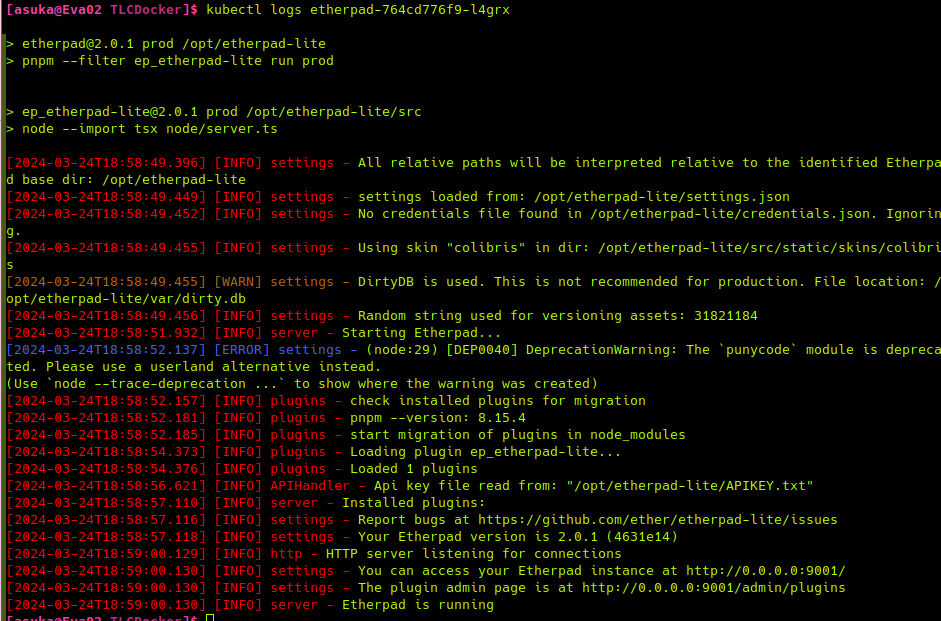 [asuka@Eva02 TLCDocker]$ kubectl logs etherpad-764cd776f9-l4grx
> etherpad@2.0.1 prod /opt/etherpad-lite
> pnpm --filter ep_etherpad-lite run prod
> ep_etherpad-lite@2.0.1 prod /opt/etherpad-lite/src
> node --import tsx node/server.ts
[2024-03-24T18:58:49.396] [INFO] settings - All relative paths will be interpreted relative to the identified Etherpa
d base dir: /opt/etherpad-lite
[2024-03-24T18:58:49.449] [INFO] settings - settings loaded from: /opt/etherpad-lite/settings.json
[2024-03-24T18:58:49.452] [INFO] settings - No credentials file found in /opt/etherpad-lite/credentials.json. Ignorin
g.
[2024-03-24T18:58:49.455] [INFO] settings - Using skin "colibris" in dir: /opt/etherpad-lite/src/static/skins/colibri
s
[2024-03-24T18:58:49.455] [WARN] settings - DirtyDB is used. This is not recommended for production. File location: /
opt/etherpad-lite/var/dirty.db
[2024-03-24T18:58:49.456] [INFO] settings - Random string used for versioning assets: 31821184
[2024-03-24T18:58:51.932] [INFO] server - Starting Etherpad...
[2024-03-24T18:58:52.137] [ERROR] settings - (node:29) [DEP0040] DeprecationWarning: The `punycode` module is depreca
ted. Please use a userland alternative instead.
(Use `node --trace-deprecation ...` to show where the warning was created)
[2024-03-24T18:58:52.157] [INFO] plugins - check installed plugins for migration
[2024-03-24T18:58:52.181] [INFO] plugins - pnpm --version: 8.15.4
[2024-03-24T18:58:52.185] [INFO] plugins - start migration of plugins in node_modules
[2024-03-24T18:58:54.373] [INFO] plugins - Loading plugin ep_etherpad-lite...
[2024-03-24T18:58:54.376] [INFO] plugins - Loaded 1 plugins
[2024-03-24T18:58:56.621] [INFO] APIHandler - Api key file read from: "/opt/etherpad-lite/APIKEY.txt"
[2024-03-24T18:58:57.110] [INFO] server - Installed plugins:
[2024-03-24T18:58:57.116] [INFO] settings - Report bugs at https://github.com/ether/etherpad-lite/issues
[2024-03-24T18:58:57.118] [INFO] settings - Your Etherpad version is 2.0.1 (4631e14)
[2024-03-24T18:59:00.129] [INFO] http - HTTP server listening for connections
[2024-03-24T18:59:00.130] [INFO] settings - You can access your Etherpad instance at http://0.0.0.0:9001/
[2024-03-24T18:59:00.130] [INFO] settings - The plugin admin page is at http://0.0.0.0:9001/admin/plugins
[2024-03-24T18:59:00.130] [INFO] server - Etherpad is running
[asuka@Eva02 TLCDocker]$